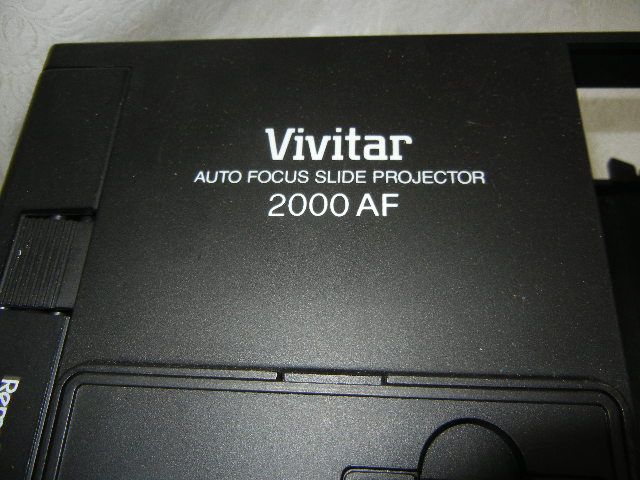 Vivitar
AUTO FOCUS SLIDE PROJECTOR
2000 AF